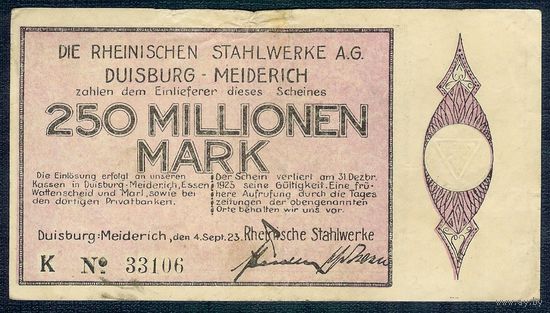 DIE RHEINISCHEN STAHLWERKE A.G.
DUISBURG - MEIDERICH
zahlen dem Einlieferer dieses Scheines
250 MILLIONEN
MARK
Die Einlösung erfolgt an unseren
Kassen in Duisburg-Meiderich, Essen
Wattenscheid und Marl, sowie bei
den dortigen Privatbanken.
Der Schein verliert am 31. Dezbr.
1923 seine Gültigkeit. Eine frü-
here Aufrufung durch die Tages
zeitungen der obengenannten
Orte behalten wir uns vor.
Duisburg-Meiderich, den 4. Sept. 23. Rheinische Stahlwerke
K No 33106
ay.by